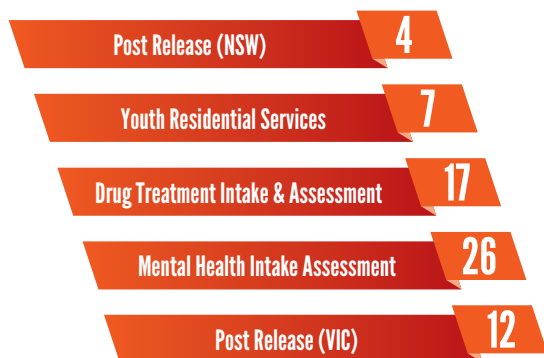 Post Release (NSW) 4
Youth Residential Services 7
Drug Treatment Intake & Assessment 17
Mental Health Intake Assessment 26
Post Release (VIC) 12